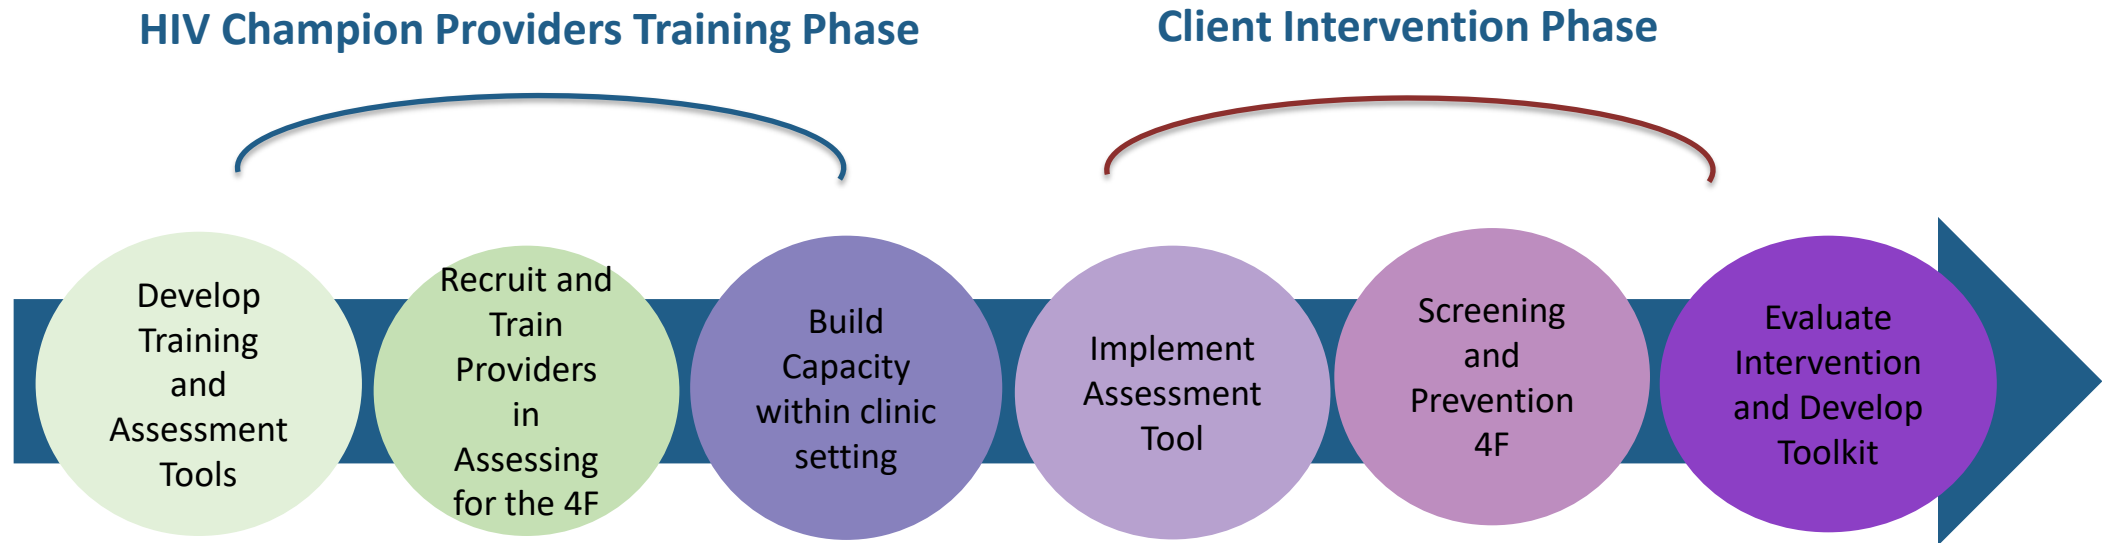 HIV Champion Providers Training Phase
Client Intervention Phase
Develop
Training
and
Assessment
Tools
Recruit and
Train
Providers
in
Assessing
for the 4F
Build
Capacity
within clinic
setting
Implement
Assessment
Tool
Screening
and
Prevention
4F
Evaluate
Intervention
and Develop
Toolkit